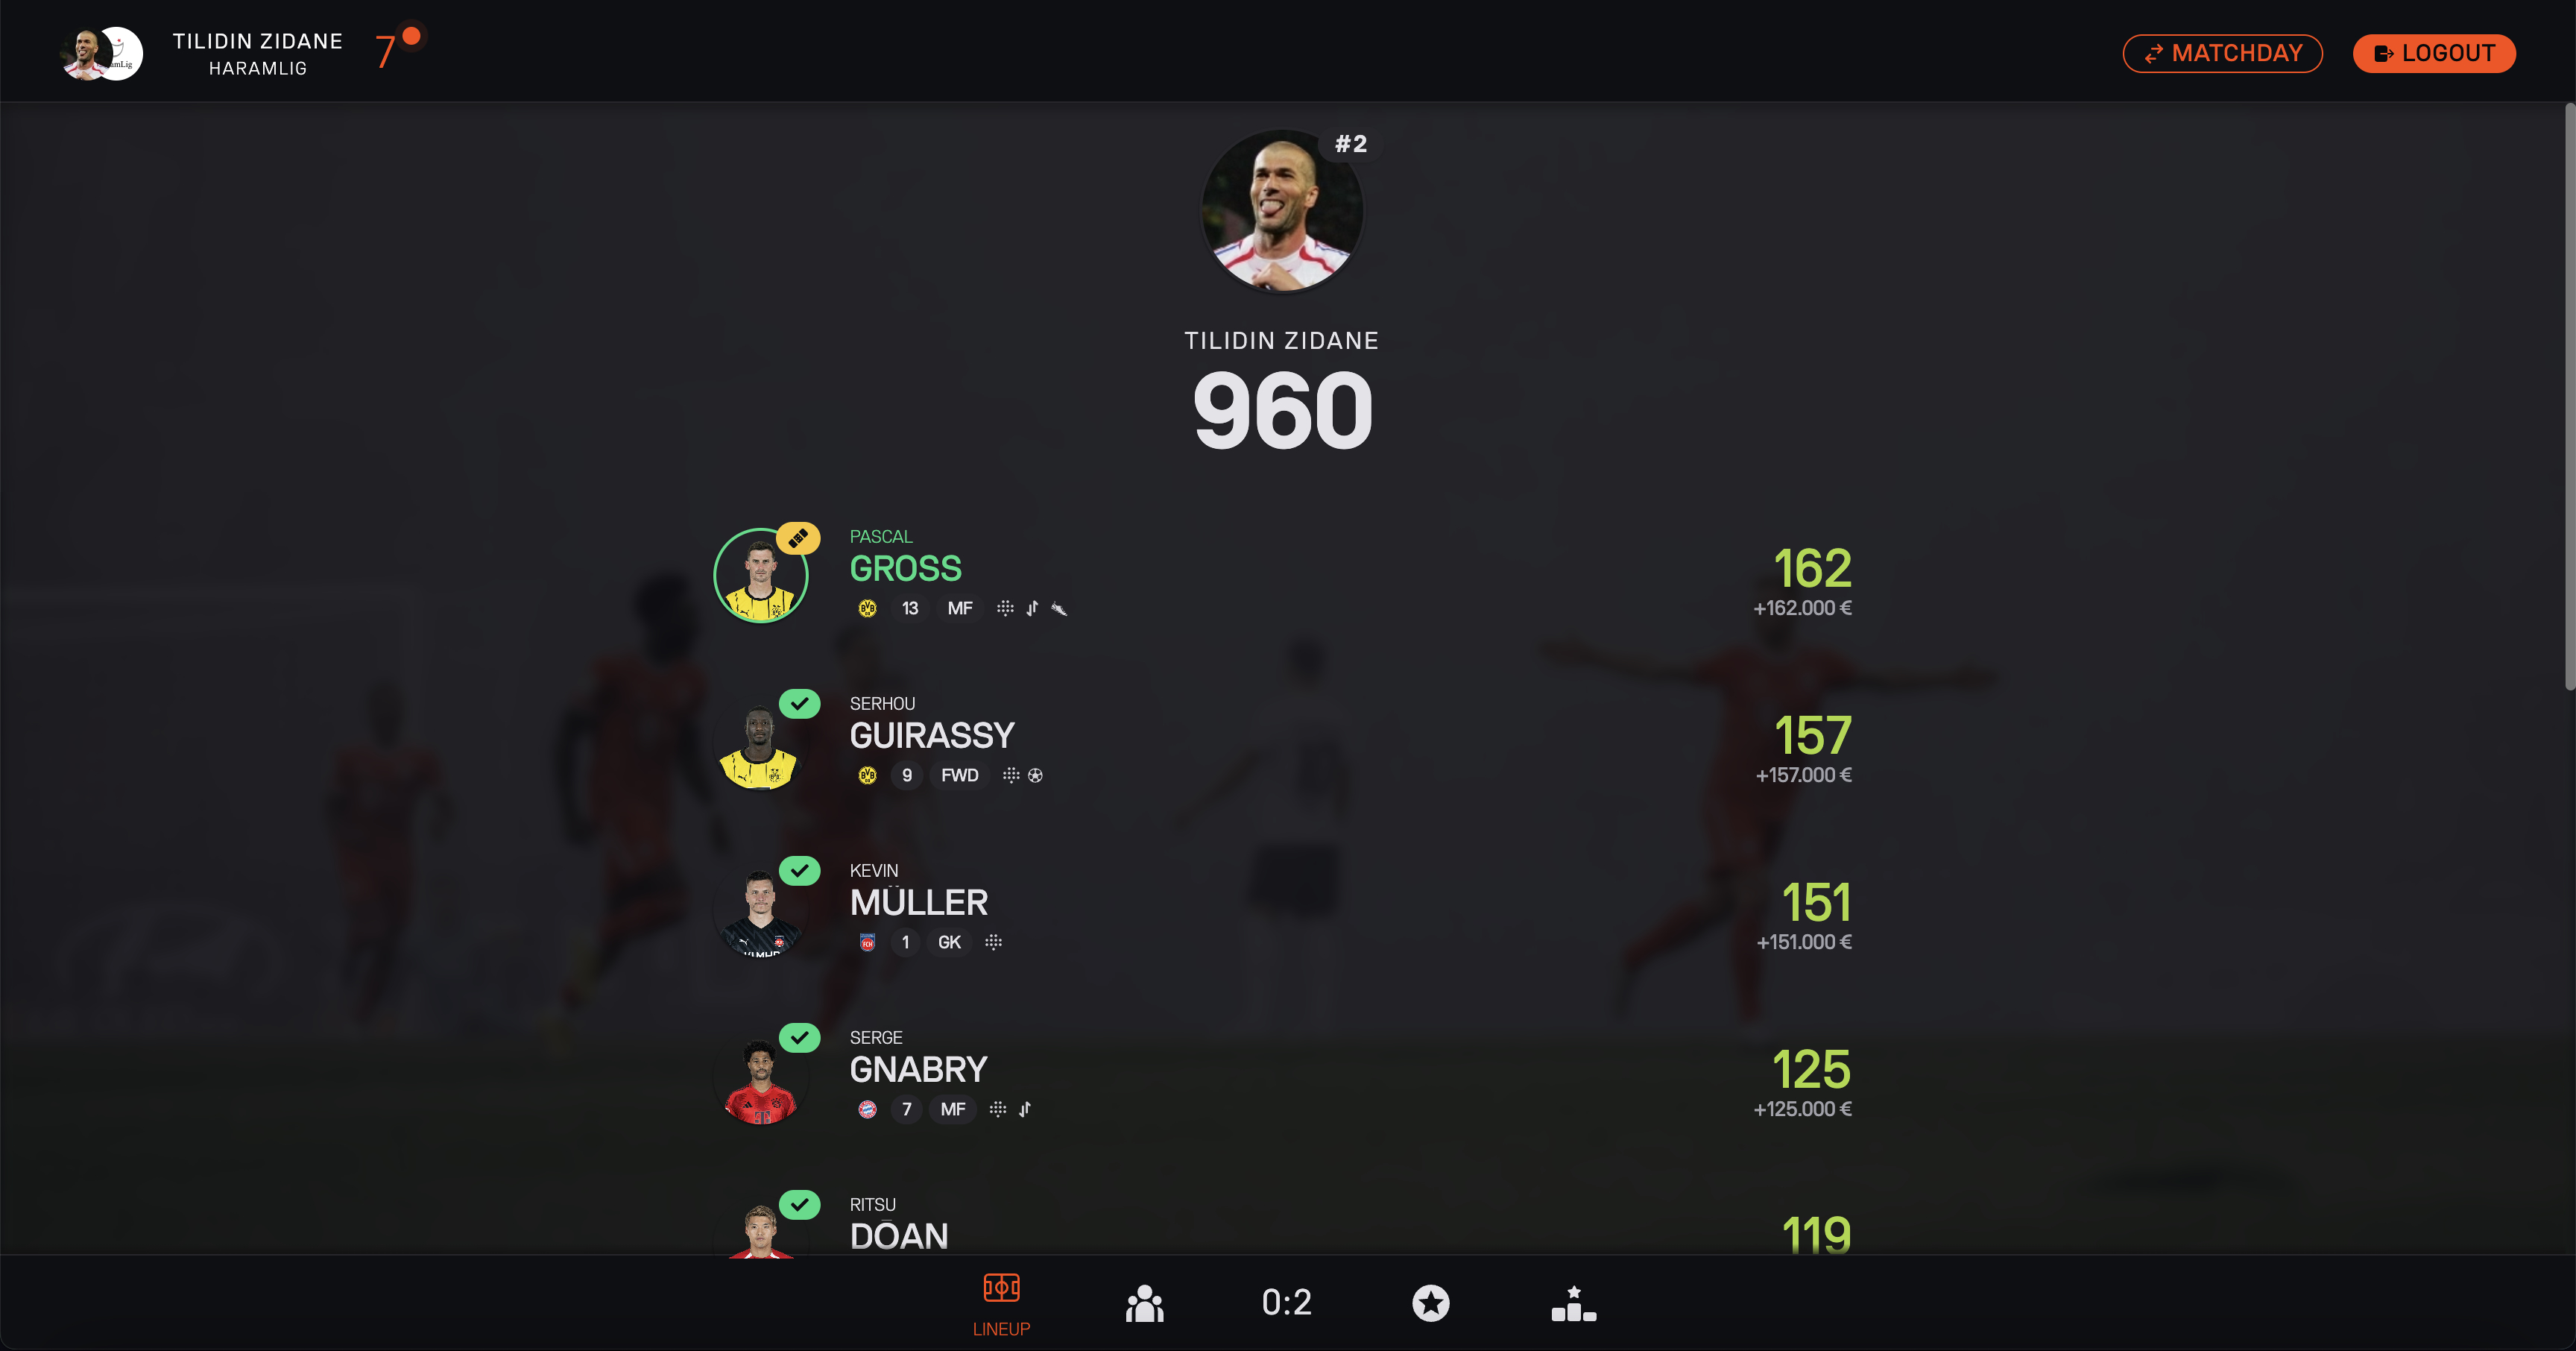 TILIDIN ZIDANE
HARAMLIG
7
MATCHDAY
LOGOUT
#2
TILIDIN ZIDANE
960
PASCAL
GROSS
13 MF
162
+162.000 €
SERHOU
GUIRASSY
9 FWD
157
+157.000 €
KEVIN
MÜLLER
1 GK
151
+151.000 €
SERGE
GNABRY
7 MF
125
+125.000 €
RITSU
DŌAN
119
0:2
LINEUP